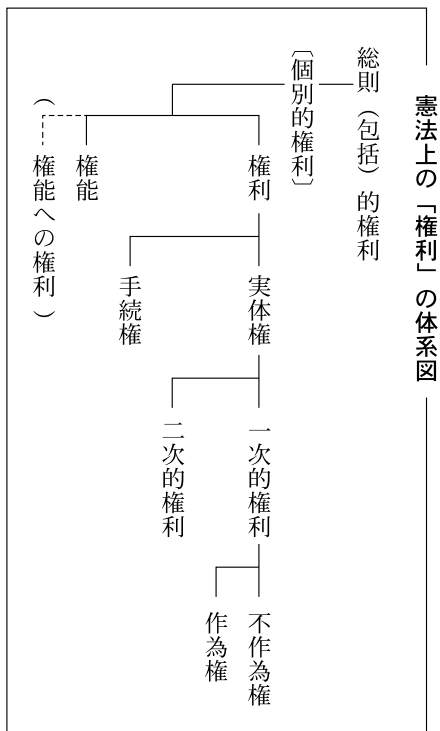 憲法上の「権利」の体系図
総則（包括）的権利
〔個別的権利〕
権利
実体権
一次的権利
不作為権
作為権
二次的権利
手続権
権能
（権能への権利）